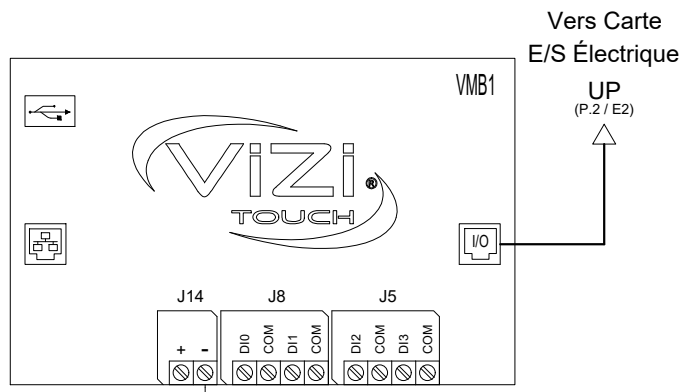 Vers Carte
E/S Électrique
UP
(P.2 / E2)
VMB1
ViZi®
TOUCH
I/O
J14 J8 J5
+ - DI0 COM DI1 COM DI2 COM DI3 COM